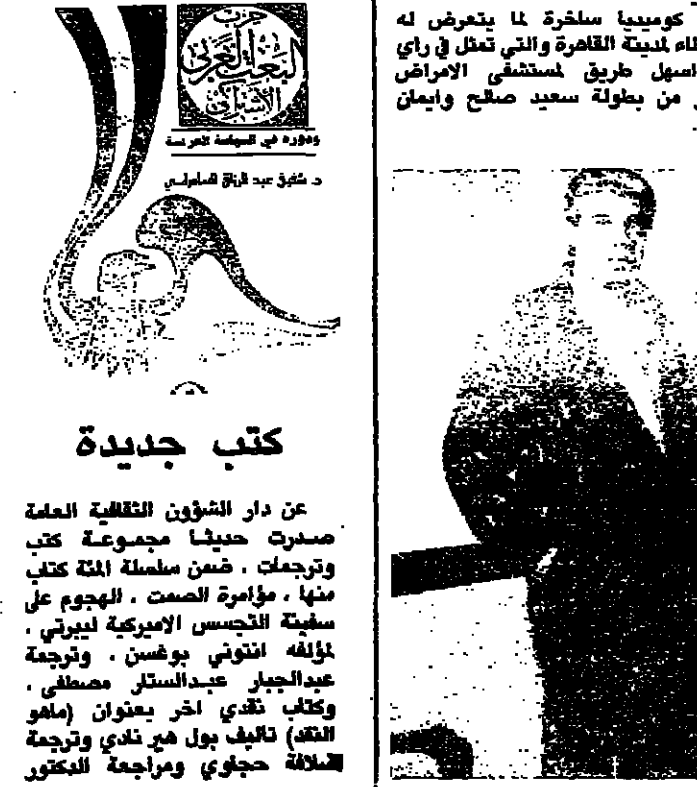 كوميديا ساخرة لما يتعرض له
لمدينة القاهرة والتي تمثل في راي
اسهل طريق لمستشفى الامراض
من بطولة سعيد صالح وايمان
حزب
البعث العربي
الاشتراكي
ودوره في السياسة
د. شفيق عبد الرزاق السامرائي
كتب جديدة
عن دار الشؤون الثقافية العامة
صدرت حديثا مجموعة كتب
وترجمات ، ضمن سلسلة المئة كتاب
منها ، مؤامرة الصمت ، الهجوم على
سفينة التجسس الاميركية ليبرتي ،
لمؤلفه انتوني بوغسن ، وترجمة
عبدالجبار عبدالستار مصطفى ،
وكتاب نقدي اخر بعنوان (ماهو
النقد) تاليف بول هير نادي وترجمة
سلافة حجاوي ومراجعة الدكتور